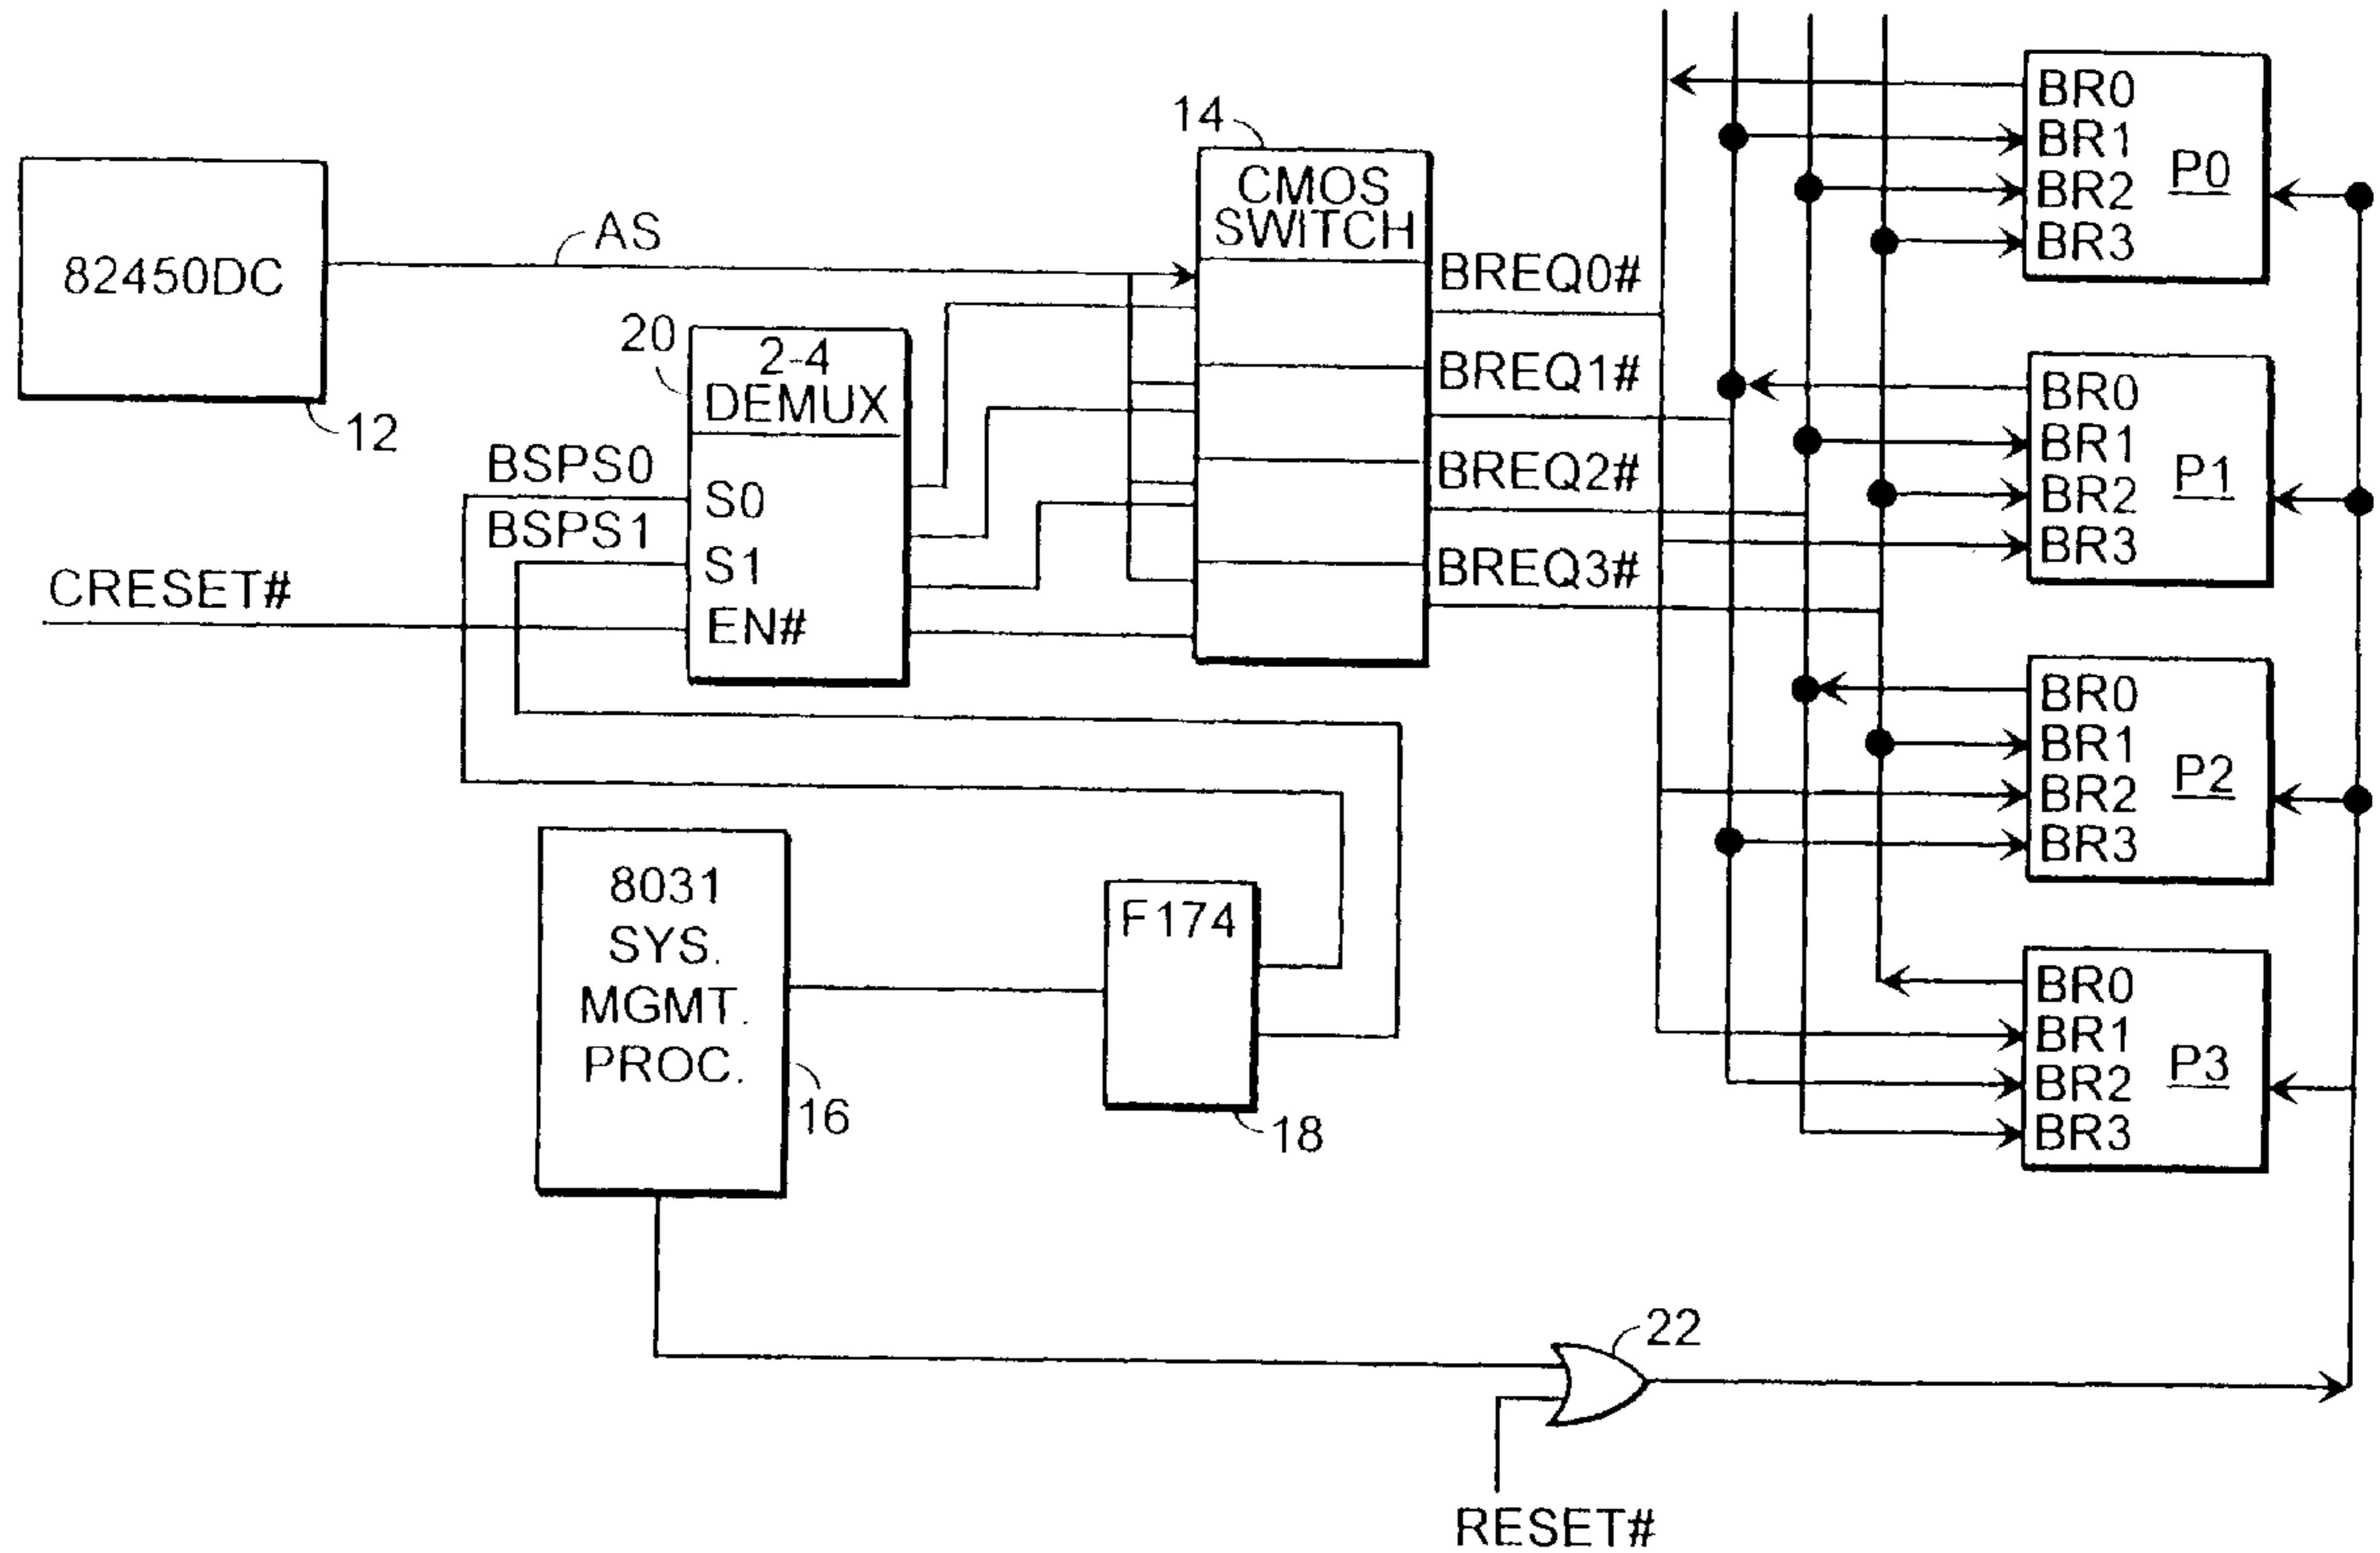 82450DC
12
AS
14
CMOS
SWITCH
20
2-4
DEMUX
S0
S1
EN#
BSPS0
BSPS1
CRESET#
BREQ0#
BREQ1#
BREQ2#
BREQ3#
BR0
BR1
BR2
BR3
P0
BR0
BR1
BR2
BR3
P1
BR0
BR1
BR2
BR3
P2
BR0
BR1
BR2
BR3
P3
8031
SYS.
MGMT.
PROC.
16
F174
18
22
RESET#